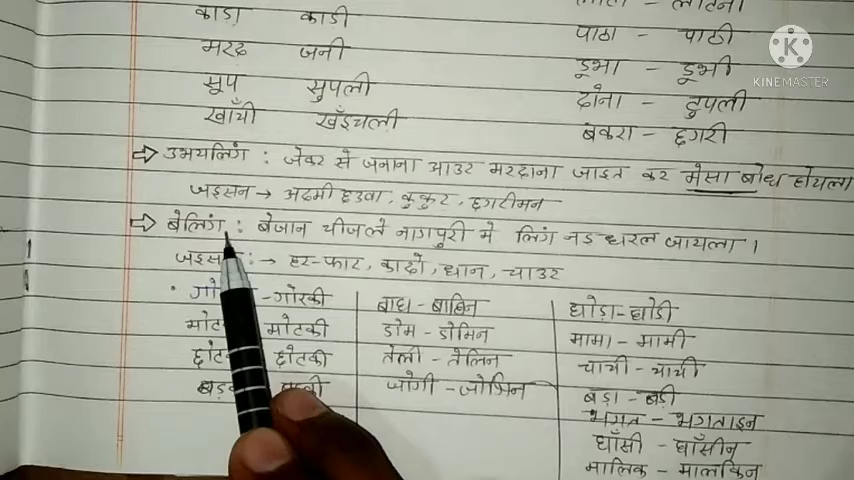 काड़ा काडी
मरद जनी
सूप सुपली
खाँची खँइचली
पाठा - पाठी
डूभा - डूभी
दोना - दुपली
बकरा - छगरी
K
KINEMASTER
⇒ उभयलिंग : जेकर से जनाना आउर मरदाना जाइत कर मेसा बोध होयला
जइसन → अदमी छउवा, कुकुर, छगरीमन
⇒ बेलिंग : बेजान चीजले नागपुरी में लिंग नइ धरल जायला।
जइसन : → हर-फार, कादो, धान, चाउर
- गोरकी
मोट मोटकी
छोट छोटकी
बाघ - बाघिन
डोम - डोमिन
तेली - तेलिन
जोगी - जोगिन
घोड़ा - घोडी
मामा - मामी
चाची - चाची
बड़ा - बड़ी
भगत - भगताइन
घाँसी - घाँसीन
मालिक - मालकिन